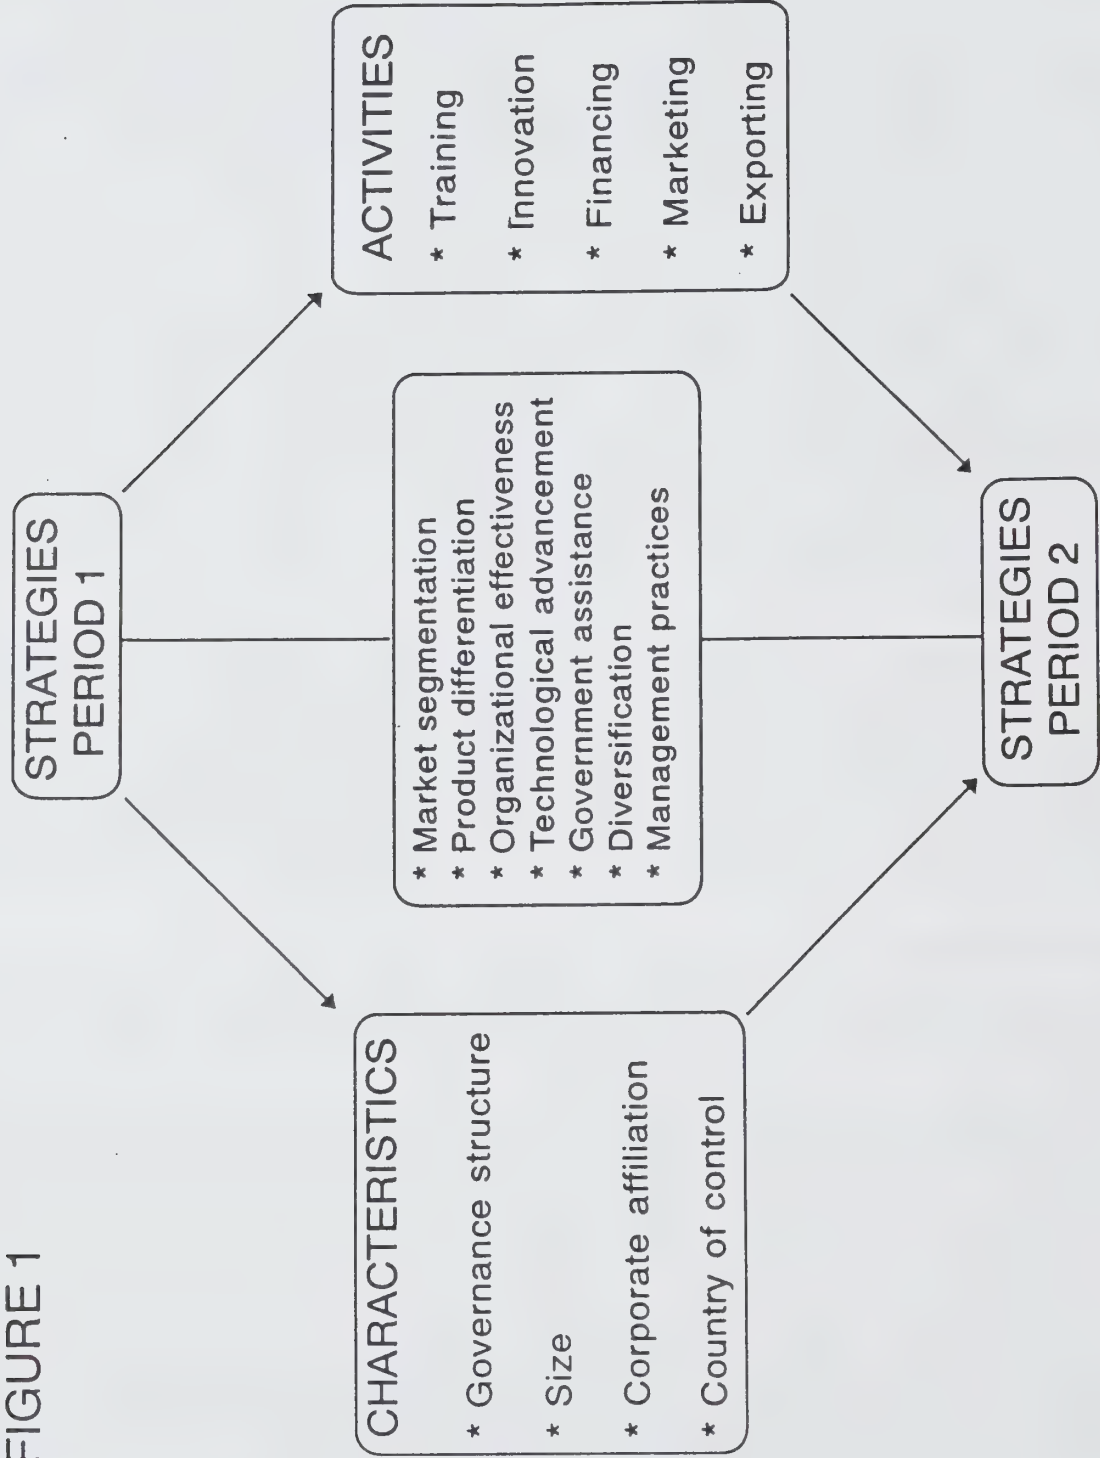 FIGURE 1
STRATEGIES
PERIOD 1
CHARACTERISTICS
* Governance structure
* Size
* Corporate affiliation
* Country of control
* Market segmentation
* Product differentiation
* Organizational effectiveness
* Technological advancement
* Government assistance
* Diversification
* Management practices
ACTIVITIES
* Training
* Innovation
* Financing
* Marketing
* Exporting
STRATEGIES
PERIOD 2